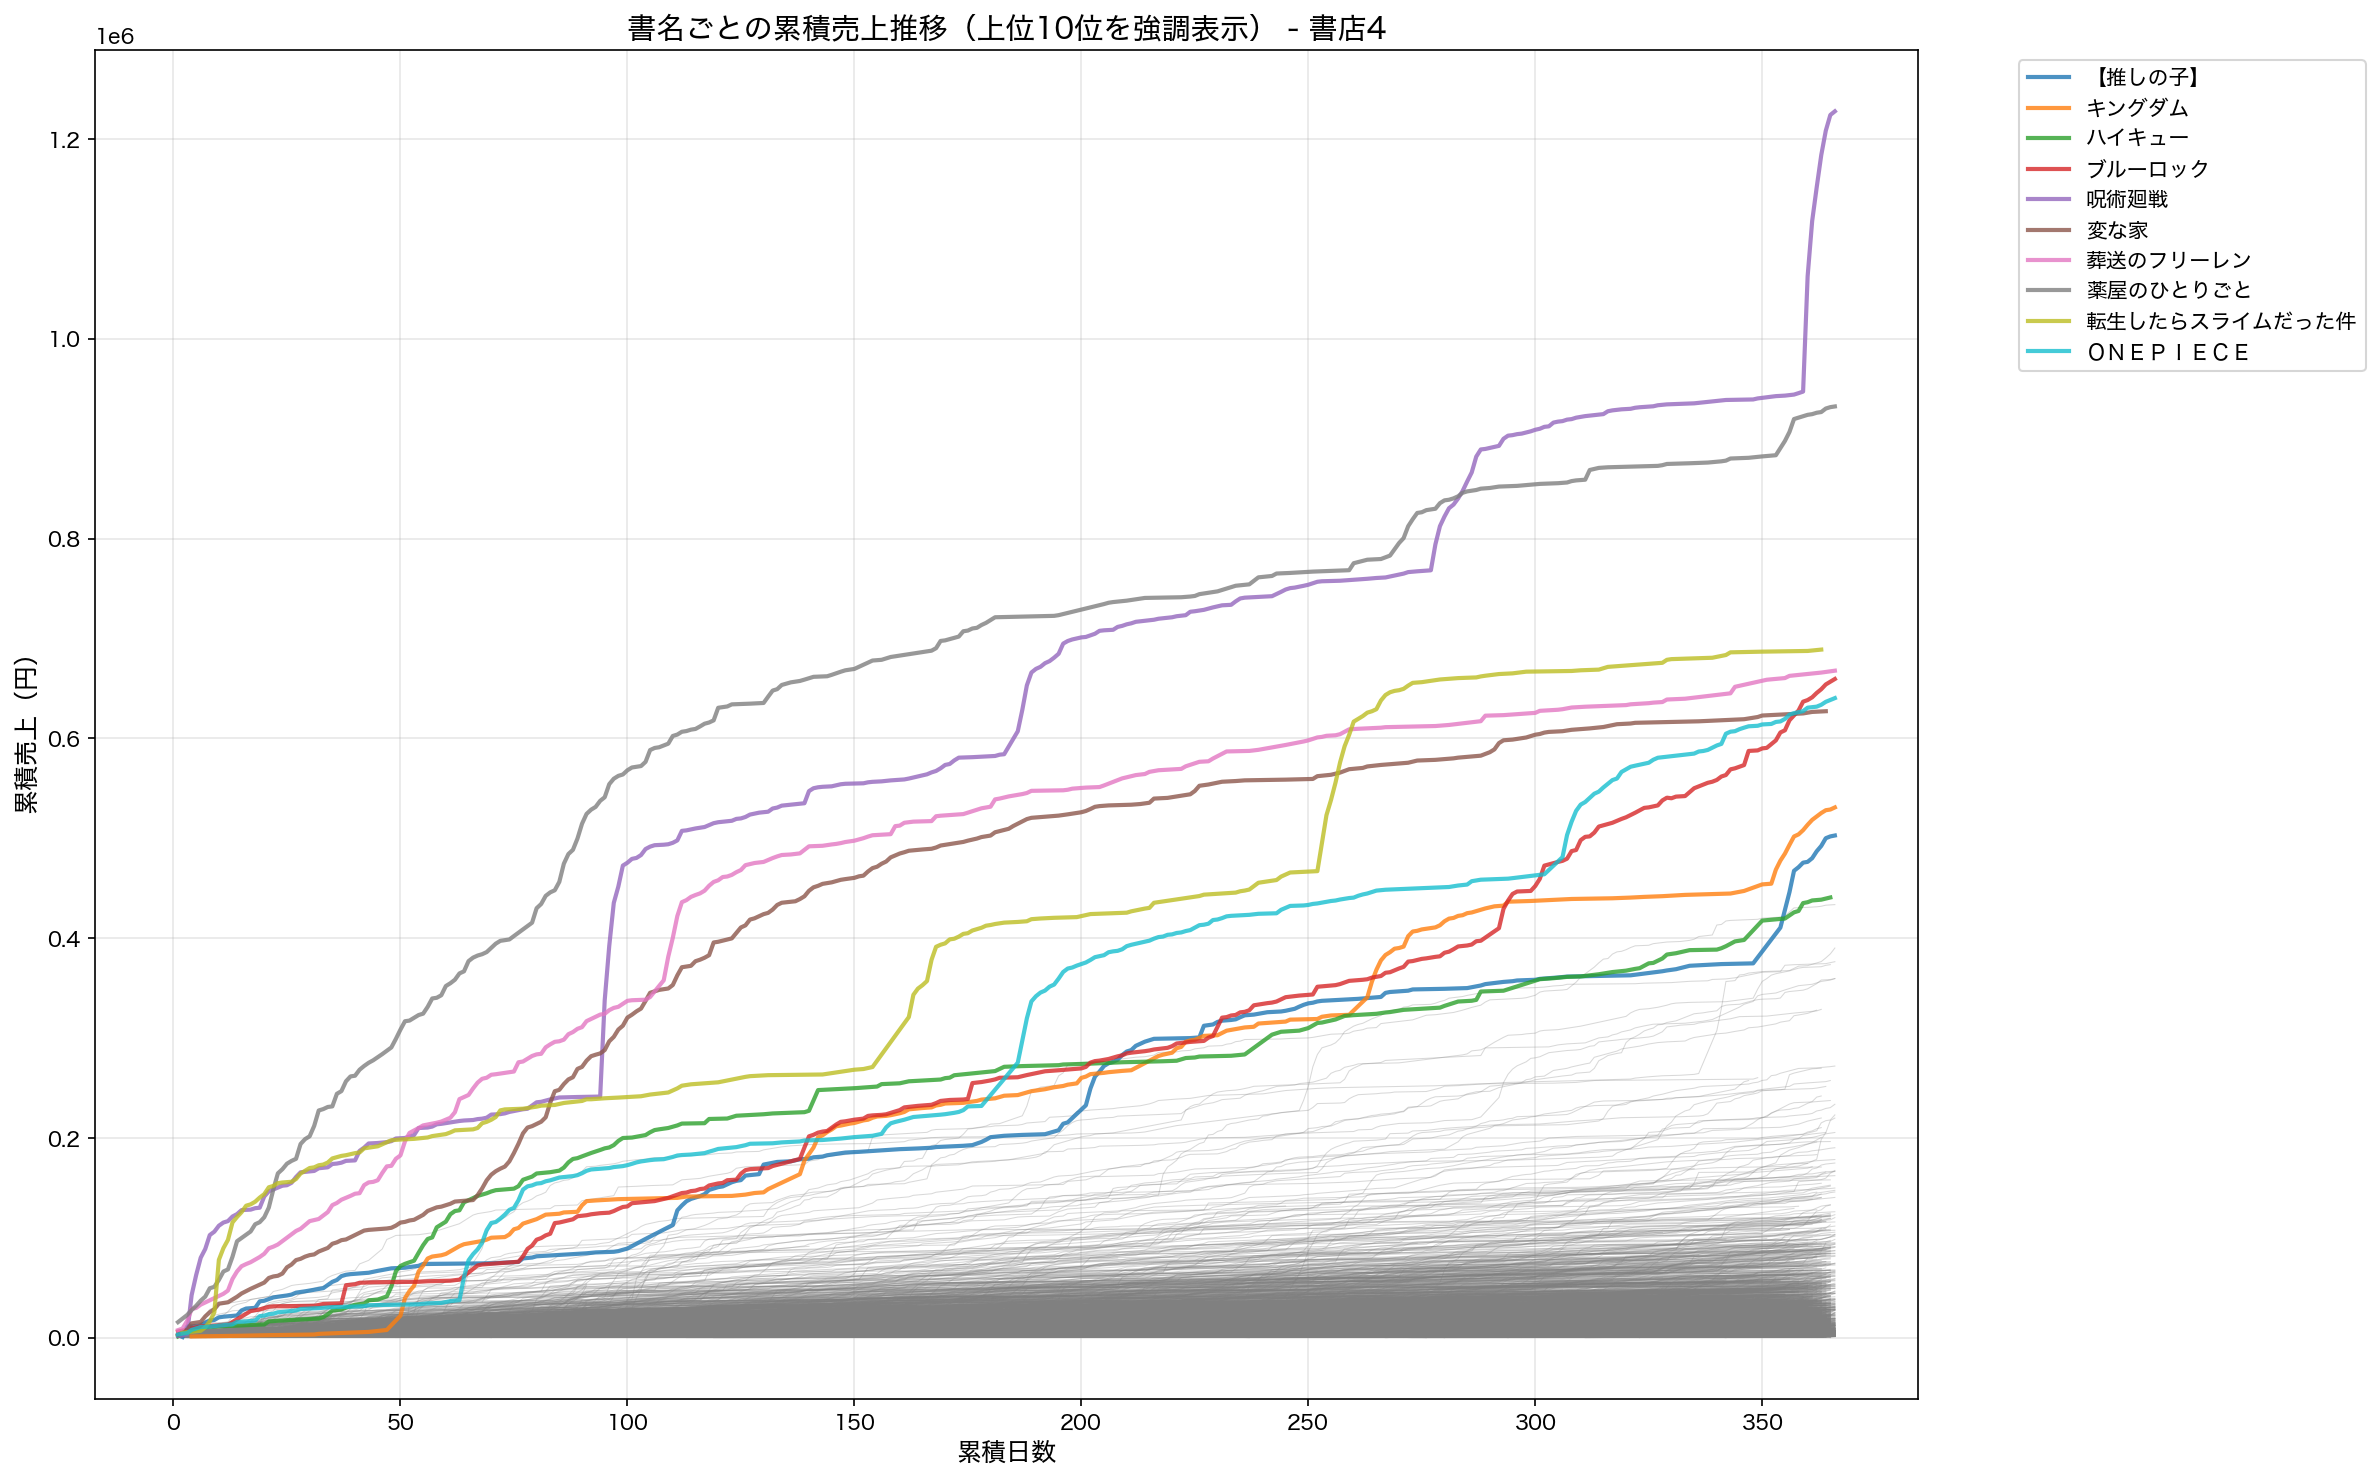 書名ごとの累積売上推移（上位10位を強調表示） - 書店4
1e6
1.2
1.0
0.8
0.6
0.4
0.2
0.0
累積売上（円）
0 50 100 150 200 250 300 350
累積日数
【推しの子】
キングダム
ハイキュー
ブルーロック
呪術廻戦
変な家
葬送のフリーレン
薬屋のひとりごと
転生したらスライムだった件
ＯＮＥＰＩＥＣＥ